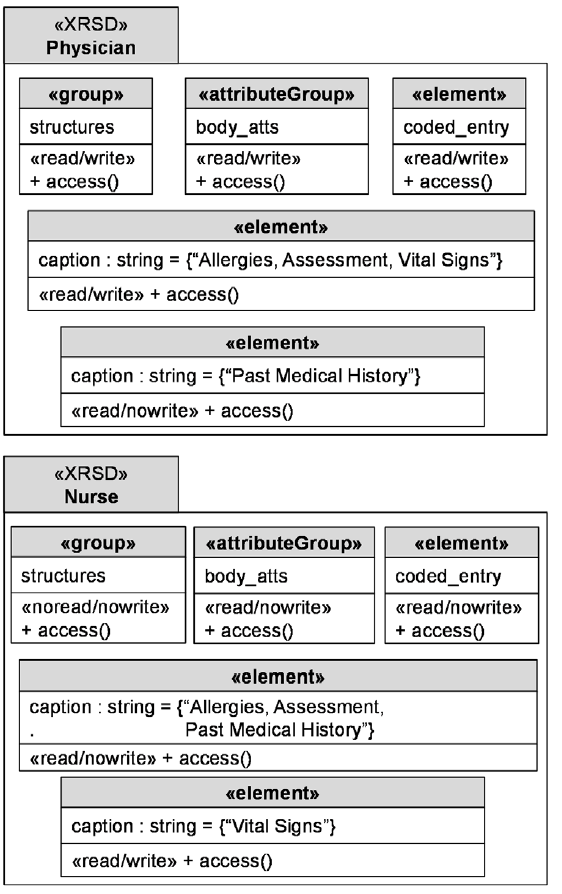 «XRSD»
Physician
«group»
structures
«read/write»
+ access()
«attributeGroup»
body_atts
«read/write»
+ access()
«element»
coded_entry
«read/write»
+ access()
«element»
caption : string = {“Allergies, Assessment, Vital Signs”}
«read/write» + access()
«element»
caption : string = {“Past Medical History”}
«read/nowrite» + access()
«XRSD»
Nurse
«group»
structures
«noread/nowrite»
+ access()
«attributeGroup»
body_atts
«read/nowrite»
+ access()
«element»
coded_entry
«read/nowrite»
+ access()
«element»
caption : string = {“Allergies, Assessment,
. Past Medical History”}
«read/nowrite» + access()
«element»
caption : string = {“Vital Signs”}
«read/write» + access()